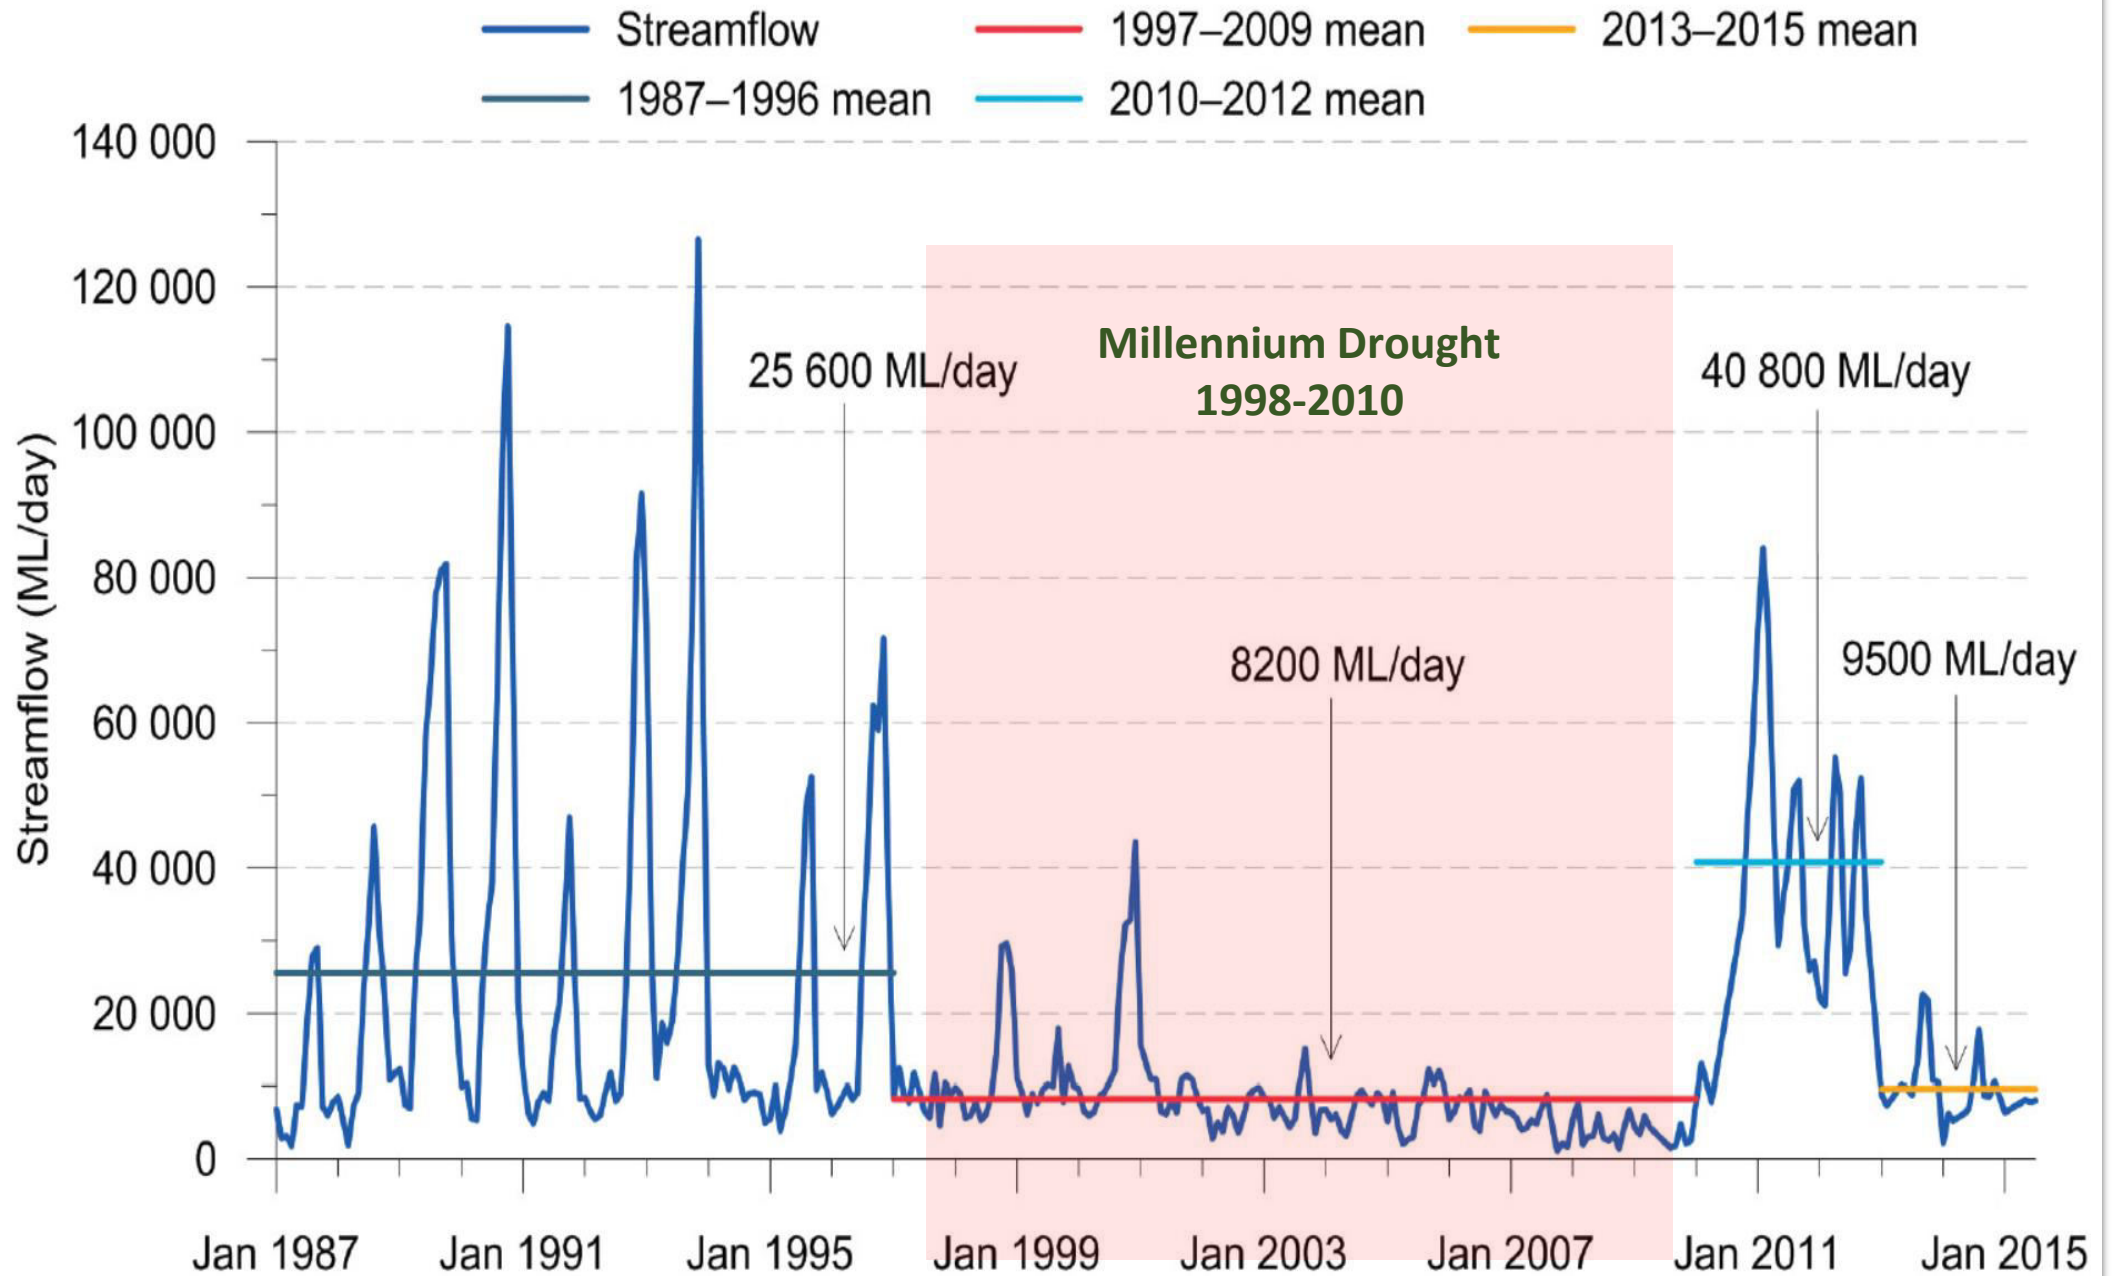 Streamflow
1997–2009 mean
2013–2015 mean
1987–1996 mean
2010–2012 mean
Streamflow (ML/day)
140 000
120 000
100 000
80 000
60 000
40 000
20 000
0
25 600 ML/day
Millennium Drought
1998-2010
40 800 ML/day
8200 ML/day
9500 ML/day
Jan 1987
Jan 1991
Jan 1995
Jan 1999
Jan 2003
Jan 2007
Jan 2011
Jan 2015